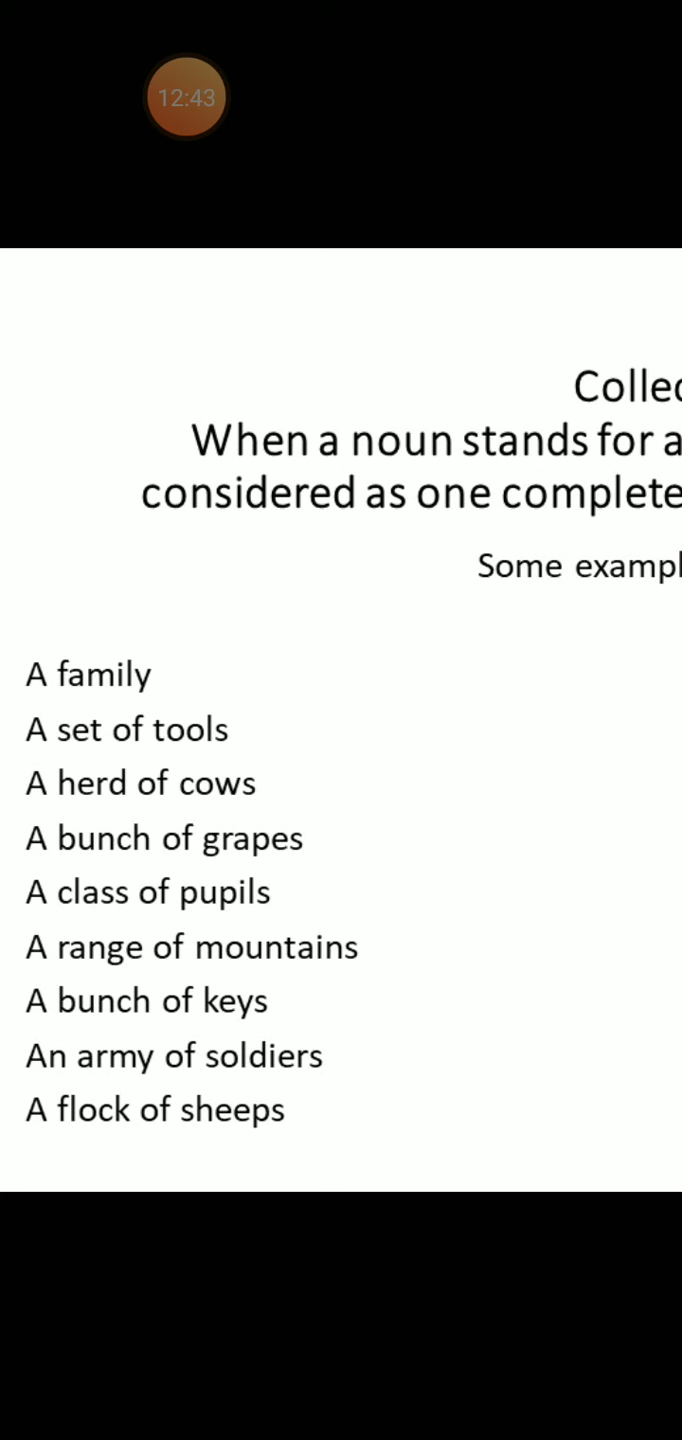 12:43
Collec
When a noun stands for a
considered as one complete
Some exampl
A family
A set of tools
A herd of cows
A bunch of grapes
A class of pupils
A range of mountains
A bunch of keys
An army of soldiers
A flock of sheeps